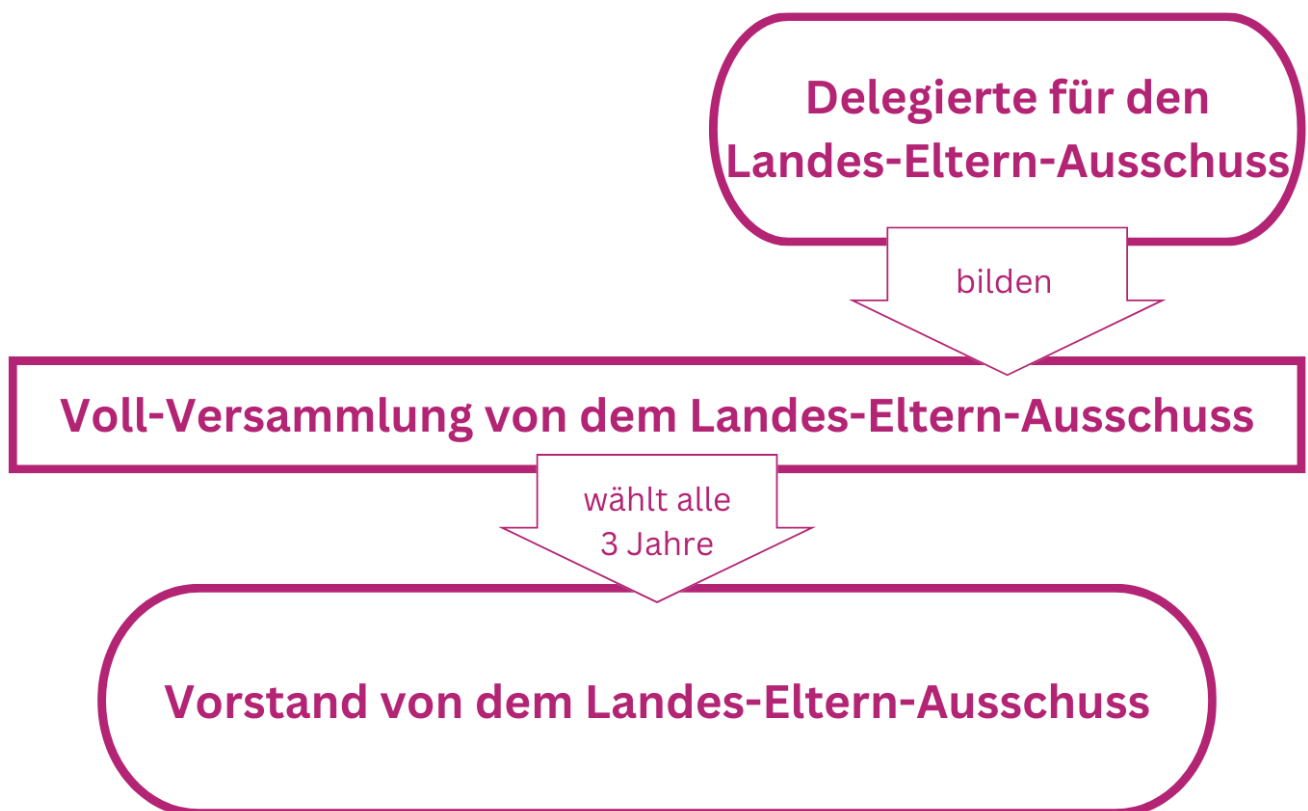 Delegierte für den
Landes-Eltern-Ausschuss
bilden
Voll-Versammlung von dem Landes-Eltern-Ausschuss
wählt alle
3 Jahre
Vorstand von dem Landes-Eltern-Ausschuss